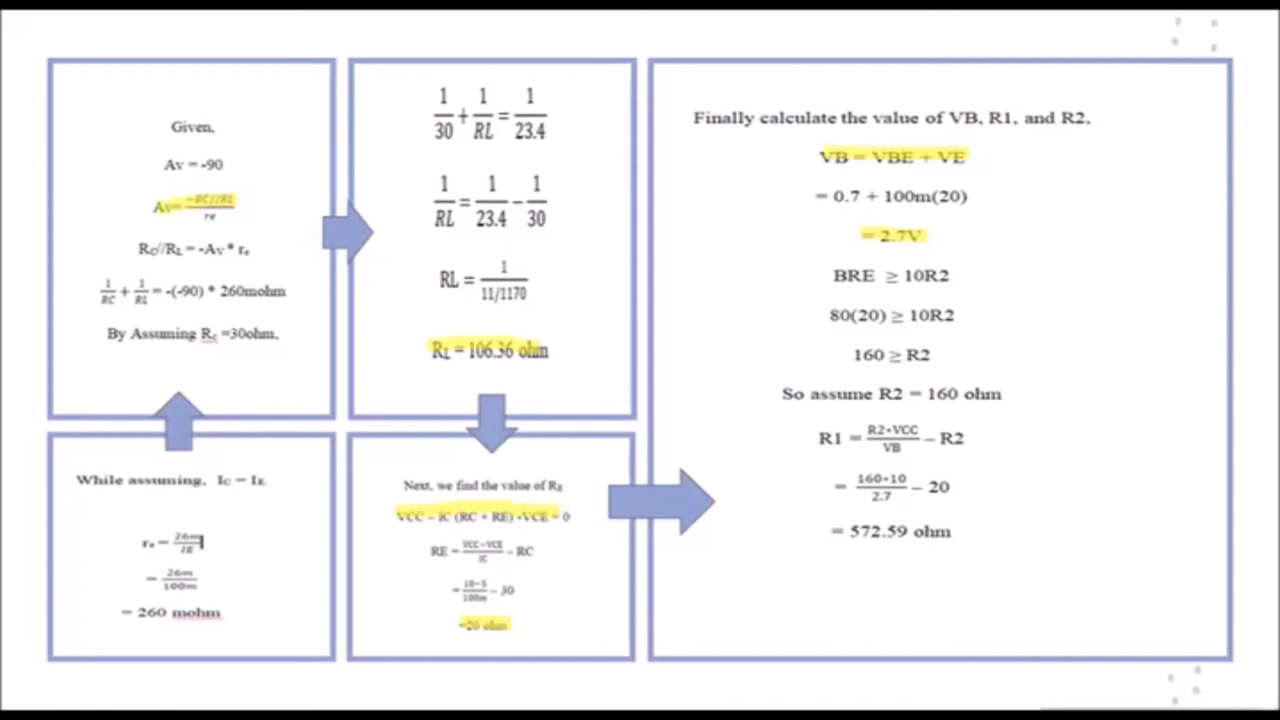 While assuming, IC = IE
re = 26m/IE
= 26m/100m
= 260 mohm
Given,
Av = -90
Av= −RC//RL/re
RC//RL = -AV * re
1/RC + 1/RL = -(-90) * 260mohm
By Assuming Rc =30ohm,
1/30 + 1/RL = 1/23.4
1/RL = 1/23.4 − 1/30
RL = 1/11/1170
RL = 106.36 ohm
Next, we find the value of RE
VCC – IC (RC + RE) -VCE = 0
RE = VCC−VCE/IC – RC
= 10−5/100m – 30
=20 ohm
Finally calculate the value of VB, R1, and R2,
VB = VBE + VE
= 0.7 + 100m(20)
= 2.7V
BRE ≥ 10R2
80(20) ≥ 10R2
160 ≥ R2
So assume R2 = 160 ohm
R1 = R2*VCC/VB – R2
= 160*10/2.7 – 20
= 572.59 ohm